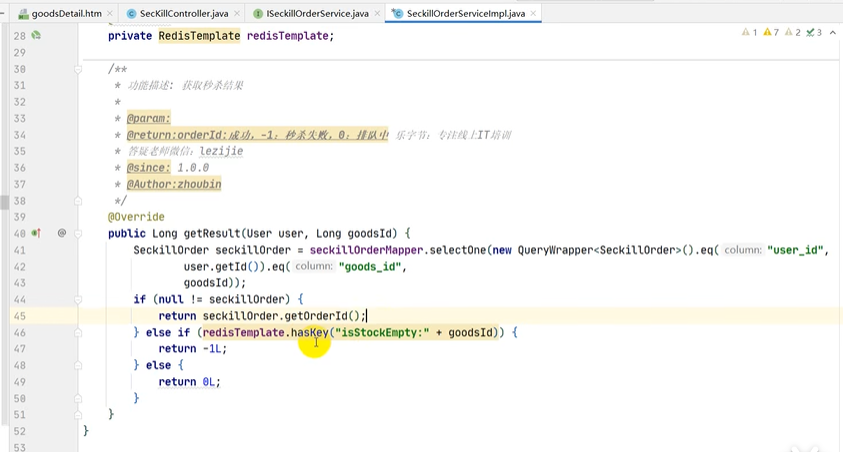 goodsDetail.htm × SecKillController.java × ISeckillOrderService.java × SeckillOrderServiceImpl.java ×
28 private RedisTemplate redisTemplate; 1 7 2 3
29
30 /**
31 * 功能描述: 获取秒杀结果
32 *
33 * @param:
34 * @return:orderId:成功, -1: 秒杀失败, 0: 排队中 乐字节: 专注线上IT培训
35 * 答疑老师微信: lezijie
36 * @since: 1.0.0
37 * @Author:zhoubin
38 */
39 @Override
40 @ public Long getResult(User user, Long goodsId) {
41 SeckillOrder seckillOrder = seckillOrderMapper.selectOne(new QueryWrapper<SeckillOrder>().eq( column: "user_id",
42 user.getId()).eq( column: "goods_id",
43 goodsId));
44 if (null != seckillOrder) {
45 return seckillOrder.getOrderId();
46 } else if (redisTemplate.hasKey("isStockEmpty:" + goodsId)) {
47 return -1L;
48 } else {
49 return 0L;
50 }
51 }
52 }
53